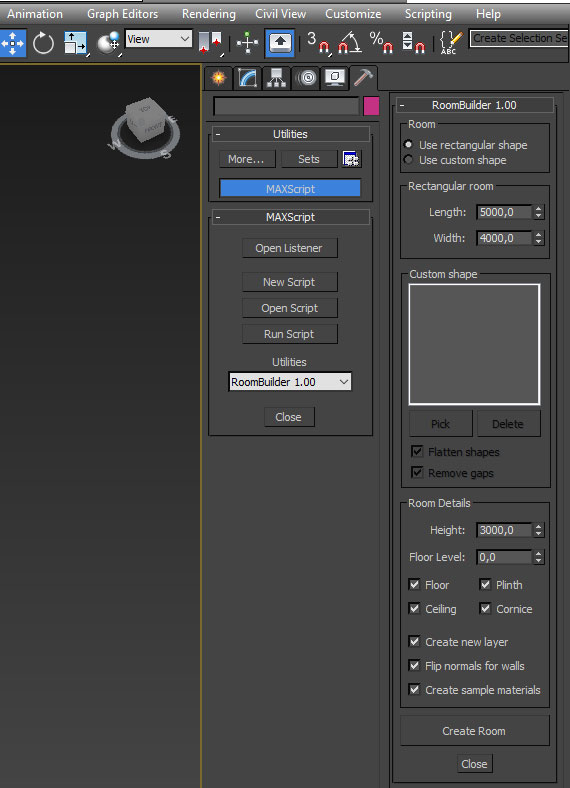 Animation Graph Editors Rendering Civil View Customize Scripting Help
View 3 % ABC Create Selection Se
W S
- Utilities
More... Sets
MAXScript
- MAXScript
Open Listener
New Script
Open Script
Run Script
Utilities
RoomBuilder 1.00
Close
- RoomBuilder 1.00
Room
Use rectangular shape
Use custom shape
Rectangular room
Length: 5000,0
Width: 4000,0
Custom shape
Pick Delete
Flatten shapes
Remove gaps
Room Details
Height: 3000,0
Floor Level: 0,0
Floor Plinth
Ceiling Cornice
Create new layer
Flip normals for walls
Create sample materials
Create Room
Close